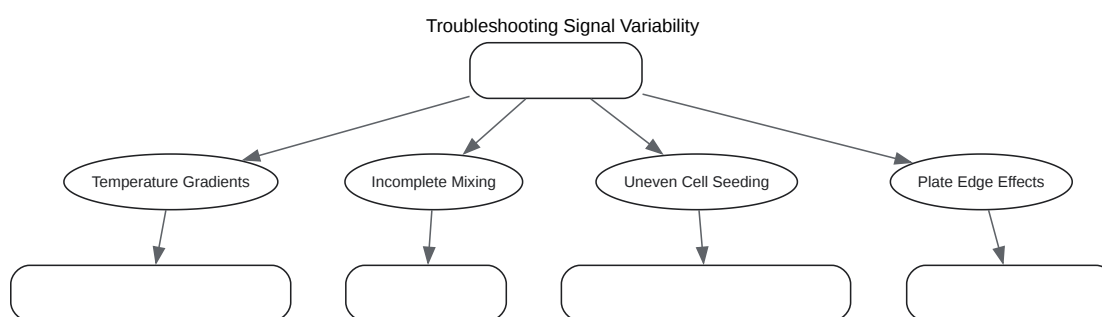 Troubleshooting Signal Variability
Temperature Gradients
Incomplete Mixing
Uneven Cell Seeding
Plate Edge Effects